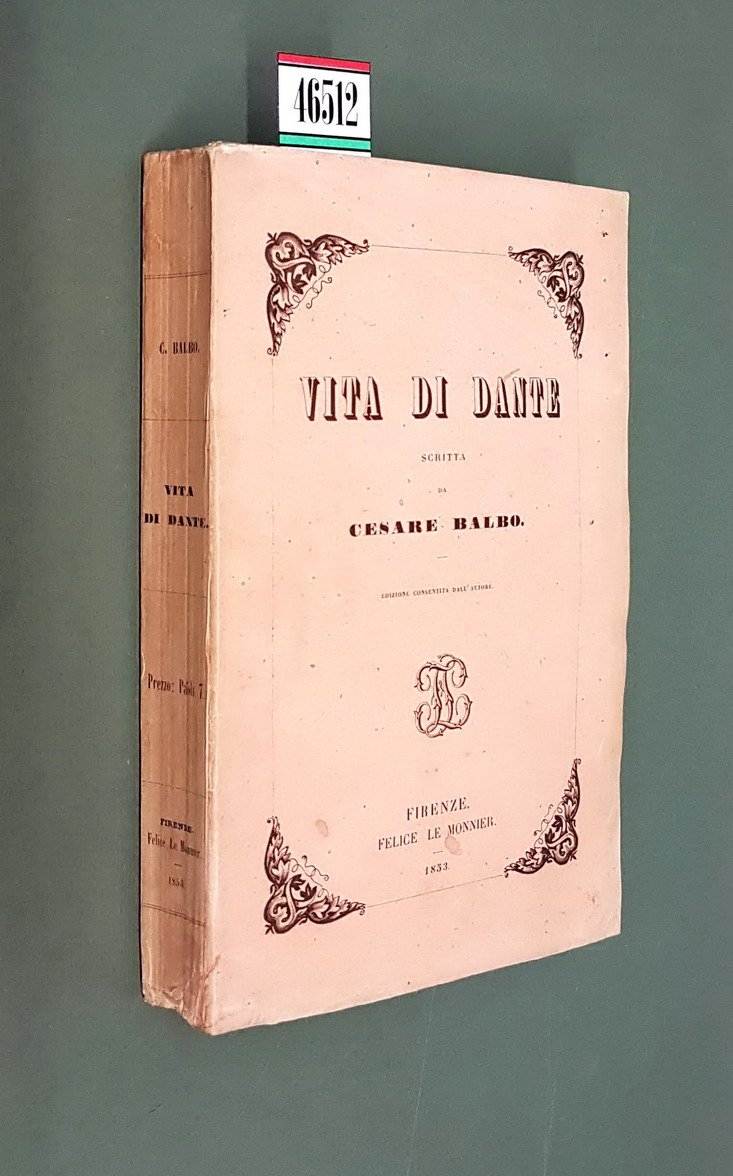 46512
VITA DI DANTE
SCRITTA
DA
CESARE BALBO.
EDIZIONE CONSENTITA DALL'AUTORE.
FIRENZE.
FELICE LE MONNIER.
1853.
C. BALBO.
VITA
DI DANTE.
Prezzo: Paoli 7
FIRENZE.
Felice Le Monnier.
1853